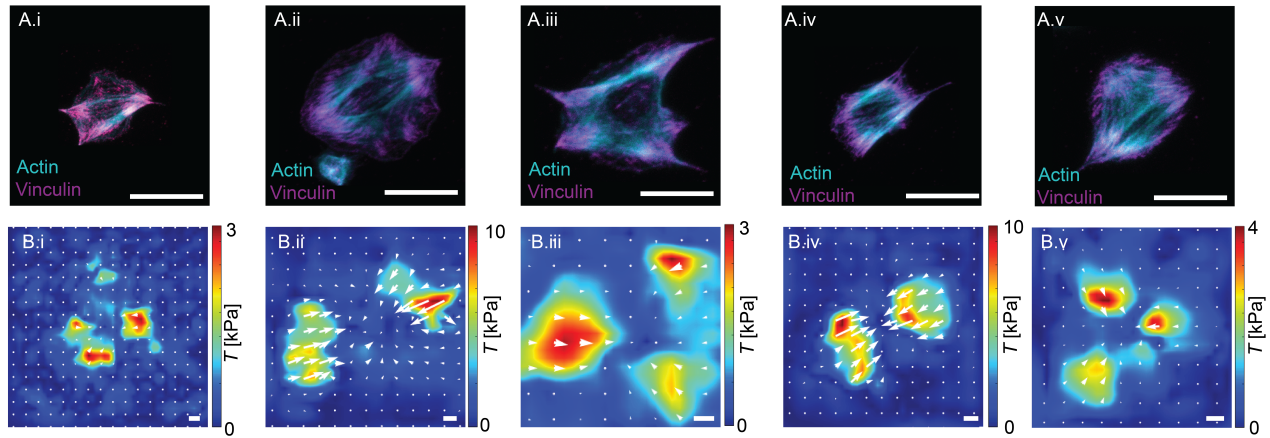 A.i
A.ii
A.iii
A.iv
A.v
Actin
Vinculin
Actin
Vinculin
Actin
Vinculin
Actin
Vinculin
Actin
Vinculin
B.i
3
T [kPa]
0
B.ii
10
T [kPa]
0
B.iii
3
T [kPa]
0
B.iv
10
T [kPa]
0
B.v
4
T [kPa]
0